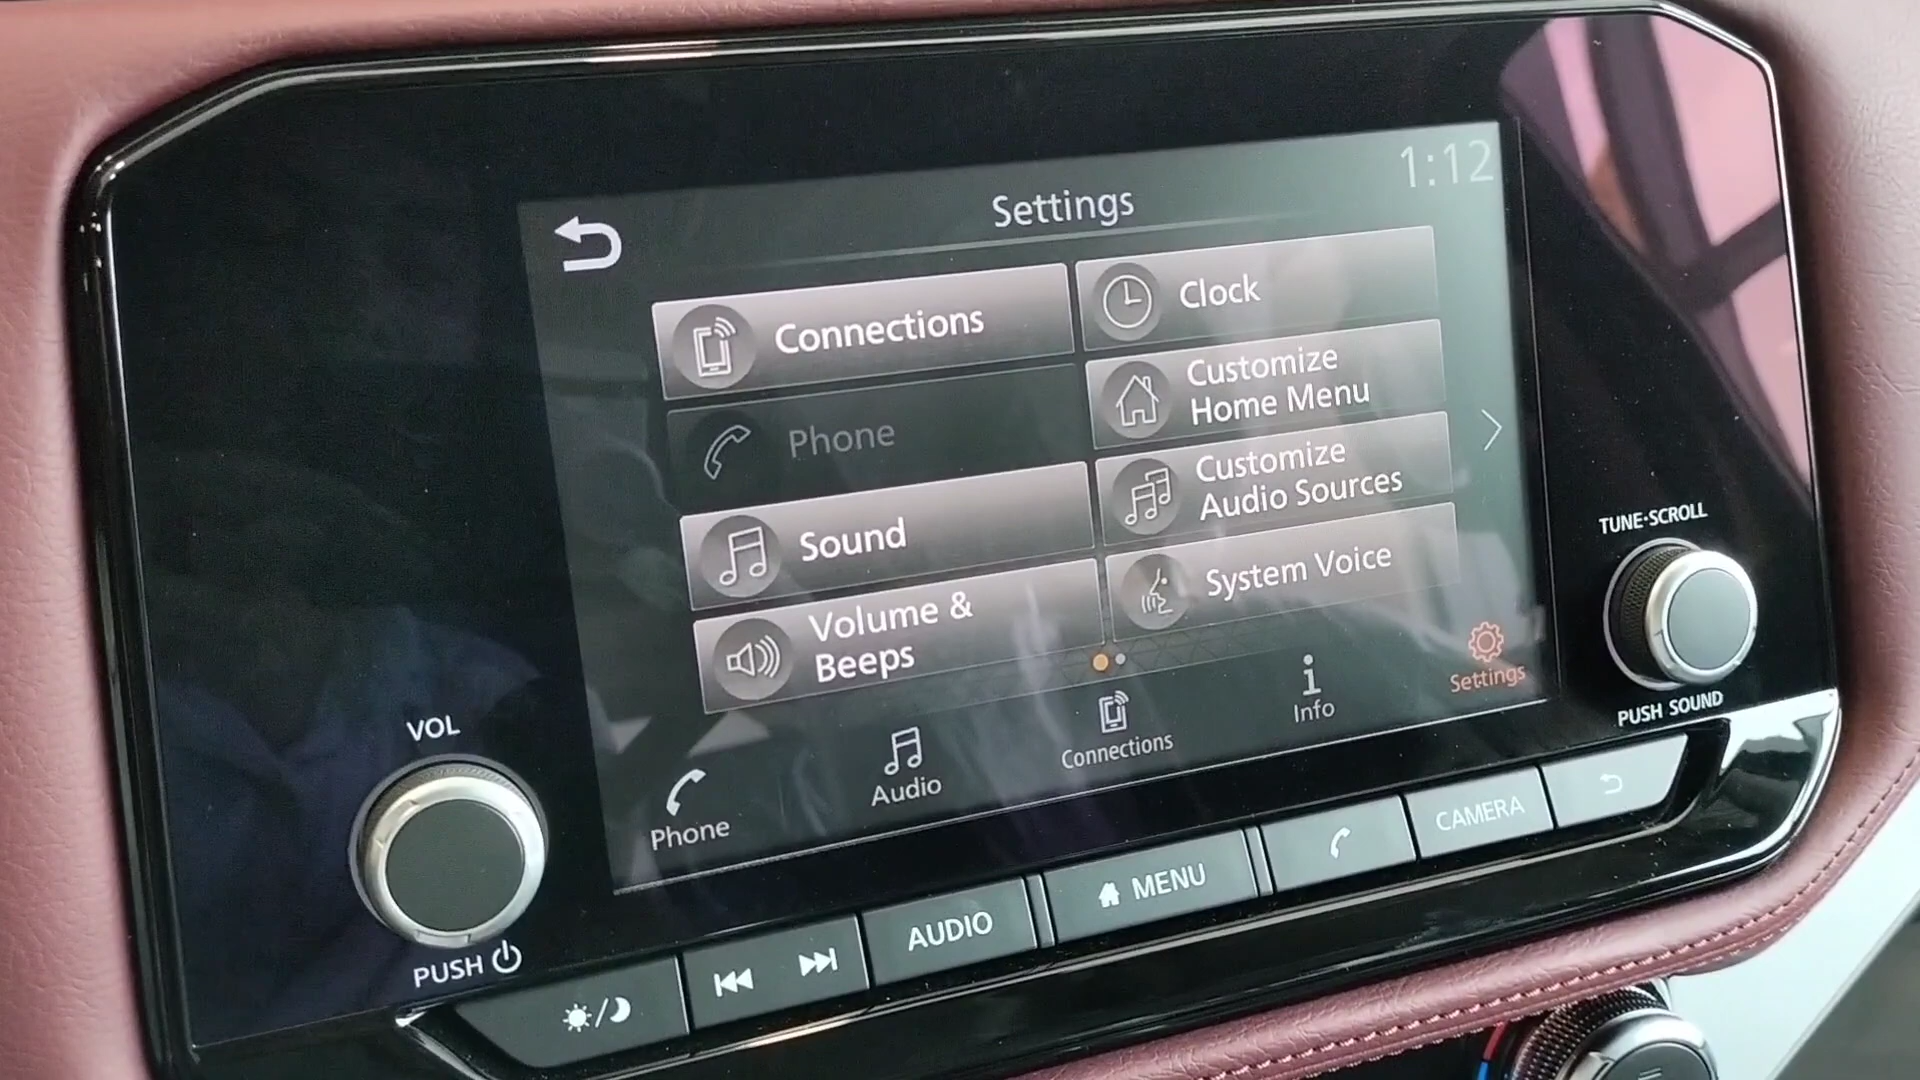 1:12
Settings
Connections
Clock
Phone
Customize
Home Menu
Sound
Customize
Audio Sources
Volume &
Beeps
System Voice
Phone
Audio
Connections
Info
Settings
VOL
PUSH
TUNE·SCROLL
PUSH SOUND
AUDIO
MENU
CAMERA